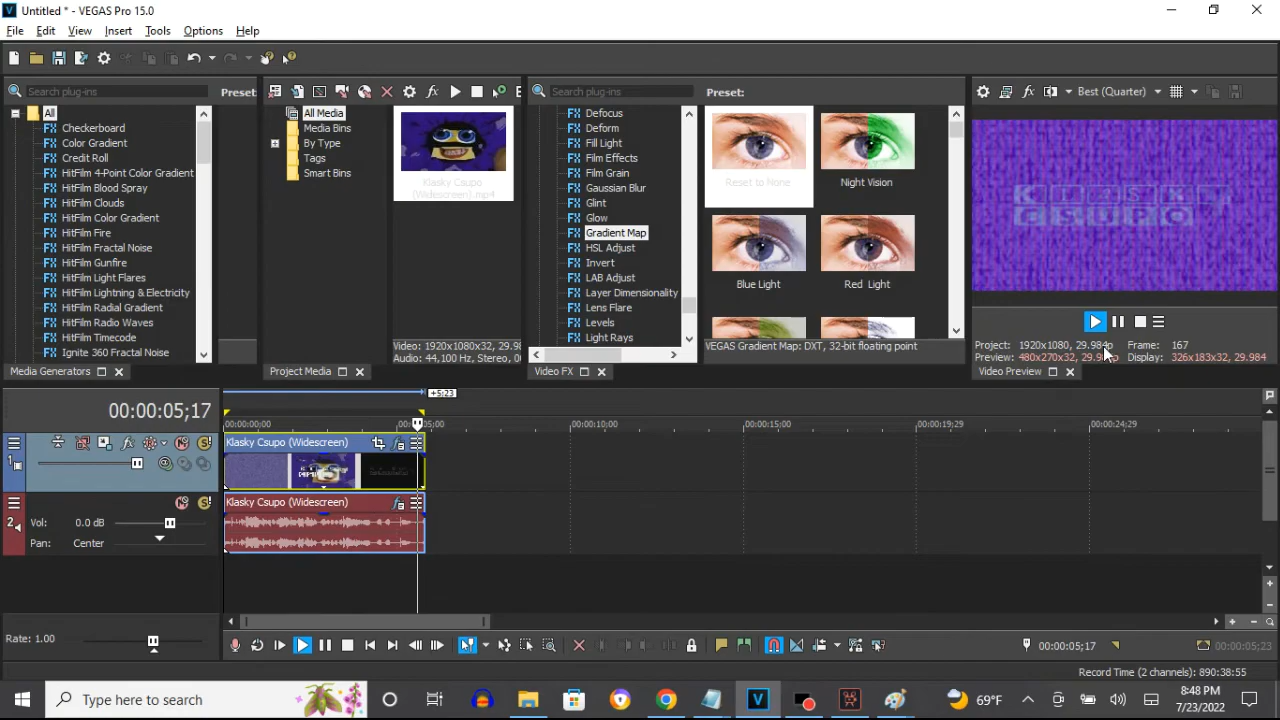 Untitled * - VEGAS Pro 15.0
File Edit View Insert Tools Options Help
Search plug-ins
Preset:
All
Checkerboard
Color Gradient
Credit Roll
HitFilm 4-Point Color Gradient
HitFilm Blood Spray
HitFilm Clouds
HitFilm Color Gradient
HitFilm Fire
HitFilm Fractal Noise
HitFilm Gunfire
HitFilm Light Flares
HitFilm Lightning & Electricity
HitFilm Radial Gradient
HitFilm Radio Waves
HitFilm Timecode
Ignite 360 Fractal Noise
Media Generators
All Media
Media Bins
By Type
Tags
Smart Bins
Klasky Csupo
(Widescreen).mp4
Video: 1920x1080x32, 29.98
Audio: 44,100 Hz, Stereo, 0
Project Media
Search plug-ins
Defocus
Deform
Fill Light
Film Effects
Film Grain
Gaussian Blur
Glint
Glow
Gradient Map
HSL Adjust
Invert
LAB Adjust
Layer Dimensionality
Lens Flare
Levels
Light Rays
Video FX
Preset:
Reset to None
Night Vision
Blue Light
Red Light
VEGAS Gradient Map: DXT, 32-bit floating point
Best (Quarter)
KLASKY
CSUPO
Project: 1920x1080, 29.984p Frame: 167
Preview: 480x270x32, 29.984p Display: 326x183x32, 29.984
Video Preview
00:00:05;17
+5;23
00:00:00;00
00:00:10;00
00:00:15;00
00:00:19;29
00:00:24;29
Klasky Csupo (Widescreen)
Klasky Csupo (Widescreen)
1
2
Vol: 0.0 dB
Pan: Center
Rate: 1.00
00:00:05;17
00:00:05;23
Record Time (2 channels): 890:38:55
Type here to search
69°F
8:48 PM
7/23/2022